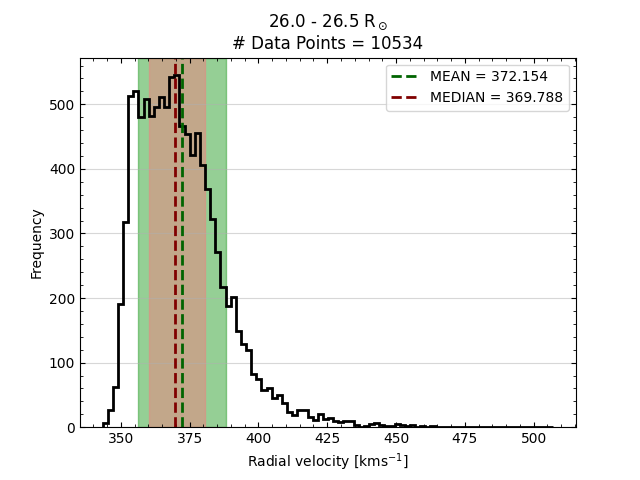 26.0 - 26.5 R☉
# Data Points = 10534
MEAN = 372.154
MEDIAN = 369.788
Frequency
500
400
300
200
100
0
350 375 400 425 450 475 500
Radial velocity [kms⁻¹]